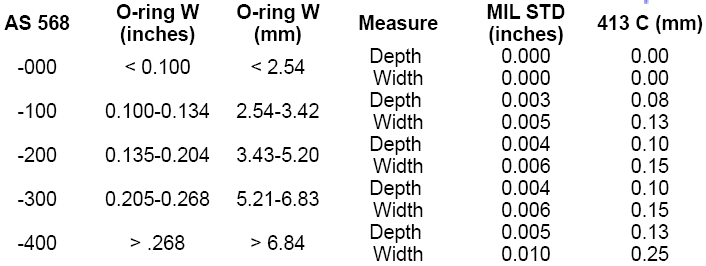 AS 568 O-ring W (inches) O-ring W (mm) Measure MIL STD (inches) 413 C (mm)
-000 < 0.100 < 2.54 Depth 0.000 0.00
Width 0.000 0.00
-100 0.100-0.134 2.54-3.42 Depth 0.003 0.08
Width 0.005 0.13
-200 0.135-0.204 3.43-5.20 Depth 0.004 0.10
Width 0.006 0.15
-300 0.205-0.268 5.21-6.83 Depth 0.004 0.10
Width 0.006 0.15
-400 > .268 > 6.84 Depth 0.005 0.13
Width 0.010 0.25